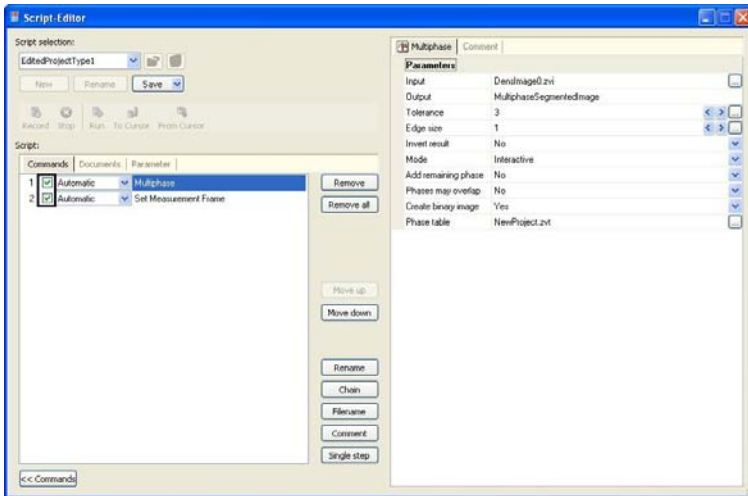 Script-Editor
Script selection:
EditedProjectType1
New Rename Save
Record Stop Run To Cursor From Cursor
Script:
Commands Documents Parameter
1 Automatic Multiphase
2 Automatic Set Measurement Frame
Remove
Remove all
Move up
Move down
Rename
Chain
Filename
Comment
Single step
<< Commands
Multiphase Comment
Parameters
Input DensImage0.zvi ...
Output MultiphaseSegmentedImage
Tolerance 3 < > ...
Edge size 1 < > ...
Invert result No
Mode Interactive
Add remaining phase No
Phases may overlap No
Create binary image Yes
Phase table NewProject.zvt ...